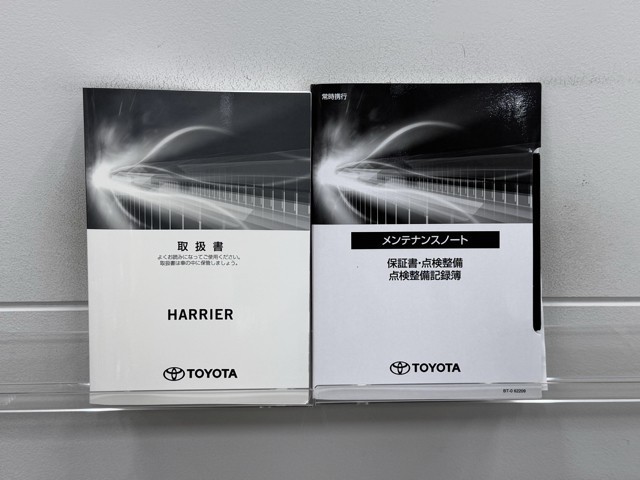 取扱書
よくお読みになってご使用ください。
取扱書は車の中に保管しましょう。
HARRIER
TOYOTA
常時携行
メンテナンスノート
保証書・点検整備
点検整備記録簿
TOYOTA